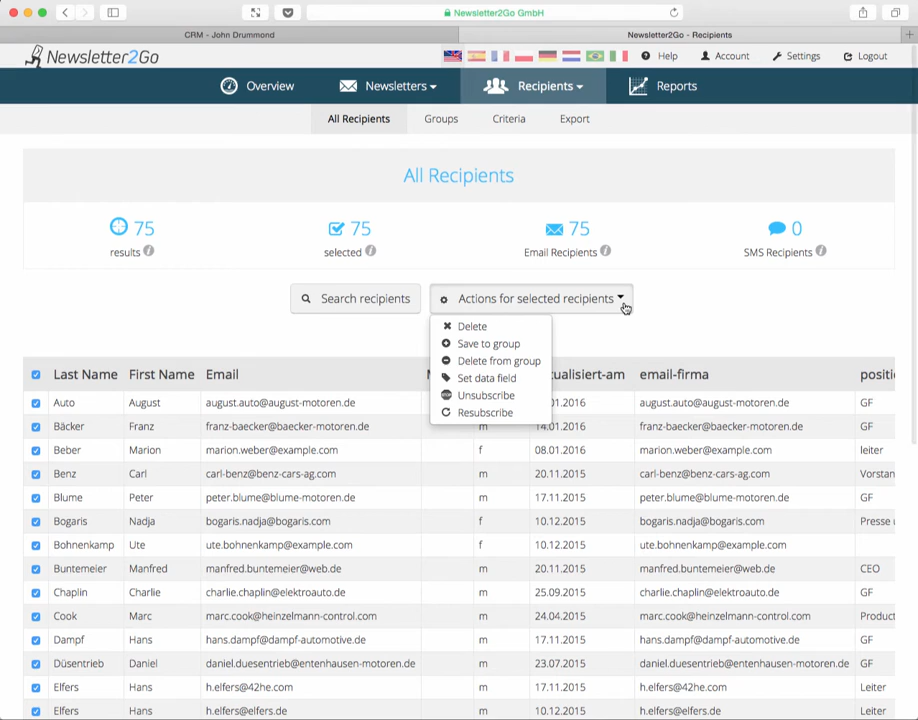 Newsletter2Go GmbH
CRM - John Drummond
Newsletter2Go - Recipients
Newsletter2Go
Help Account Settings Logout
Overview Newsletters Recipients Reports
All Recipients Groups Criteria Export
All Recipients
75 75 75 0
results selected Email Recipients SMS Recipients
Search recipients Actions for selected recipients
Delete
Save to group
Delete from group
Set data field
STOP Unsubscribe
Resubscribe
Last Name First Name Email tualisiert-am email-firma positi
Auto August august.auto@august-motoren.de .01.2016 august.auto@august-motoren.de GF
Bäcker Franz franz-baecker@baecker-motoren.de m 14.01.2016 franz-baecker@baecker-motoren.de GF
Beber Marion marion.weber@example.com f 08.01.2016 marion.weber@example.com leiter
Benz Carl carl-benz@benz-cars-ag.com m 20.11.2015 carl-benz@benz-cars-ag.com Vorstan
Blume Peter peter.blume@blume-motoren.de m 17.11.2015 peter.blume@blume-motoren.de GF
Bogaris Nadja bogaris.nadja@bogaris.com f 10.12.2015 bogaris.nadja@bogaris.com Presse
Bohnenkamp Ute ute.bohnenkamp@example.com f 10.12.2015 ute.bohnenkamp@example.com
Buntemeier Manfred manfred.buntemeier@web.de m 20.11.2015 manfred.buntemeier@web.de CEO
Chaplin Charlie charlie.chaplin@elektroauto.de m 25.09.2015 charlie.chaplin@elektroauto.de GF
Cook Marc marc.cook@heinzelmann-control.com m 24.04.2015 marc.cook@heinzelmann-control.com Product
Dampf Hans hans.dampf@dampf-automotive.de m 17.11.2015 hans.dampf@dampf-automotive.de GF
Düsentrieb Daniel daniel.duesentrieb@entenhausen-motoren.de m 23.07.2015 daniel.duesentrieb@entenhausen-motoren.de GF
Elfers Hans h.elfers@42he.com m 17.11.2015 h.elfers@42he.com Leiter
Elfers Hans h.elfers@elfers.de m 10.12.2015 h.elfers@elfers.de Leiter